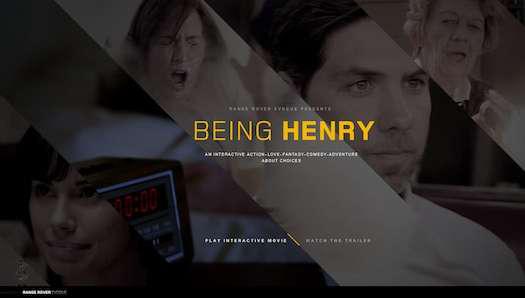 RANGE ROVER EVOQUE PRESENTS
BEING HENRY
AN INTERACTIVE ACTION-LOVE-FANTASY-COMEDY-ADVENTURE
ABOUT CHOICES
00:00
PLAY INTERACTIVE MOVIE
WATCH THE TRAILER
RANGE ROVER EVOQUE